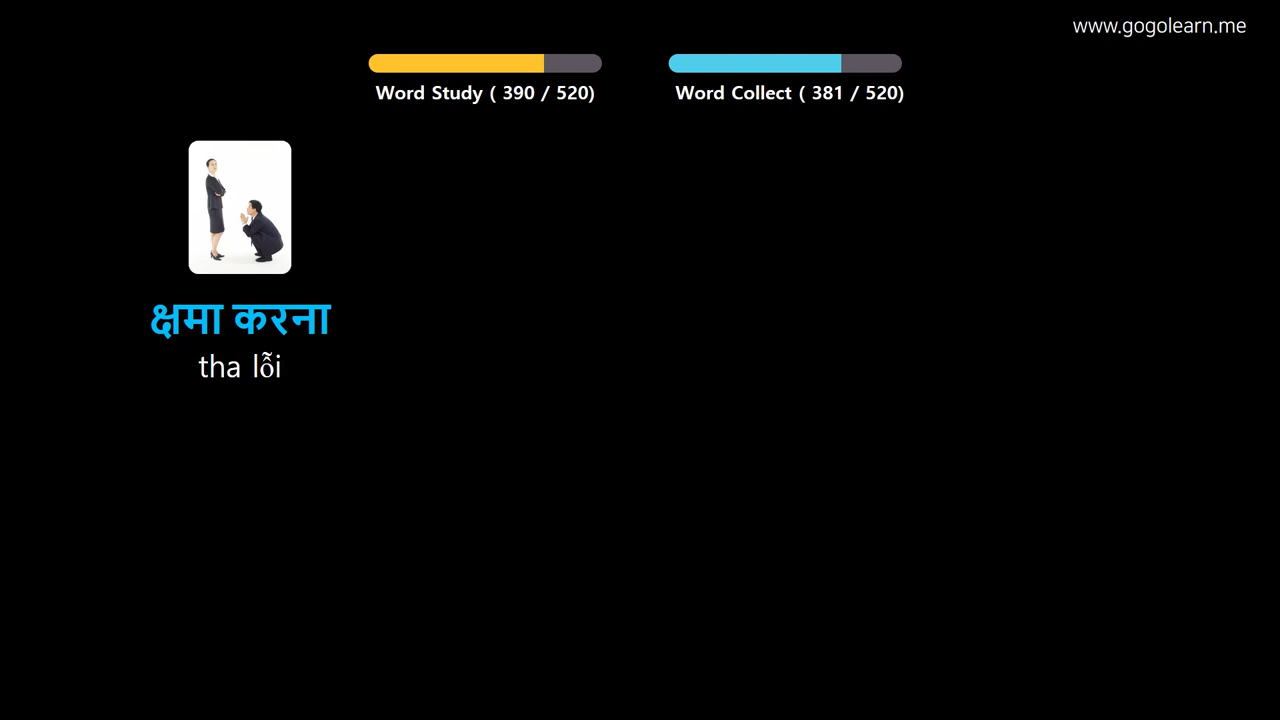 www.gogolearn.me
Word Study ( 390 / 520)
Word Collect ( 381 / 520)
क्षमा करना
tha lỗi